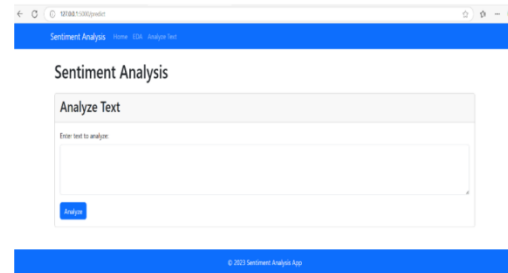 127.0.0.1:5000/predict
Sentiment Analysis Home EDA Analyze Text
Sentiment Analysis
Analyze Text
Enter text to analyze:
Analyze
© 2023 Sentiment Analysis App